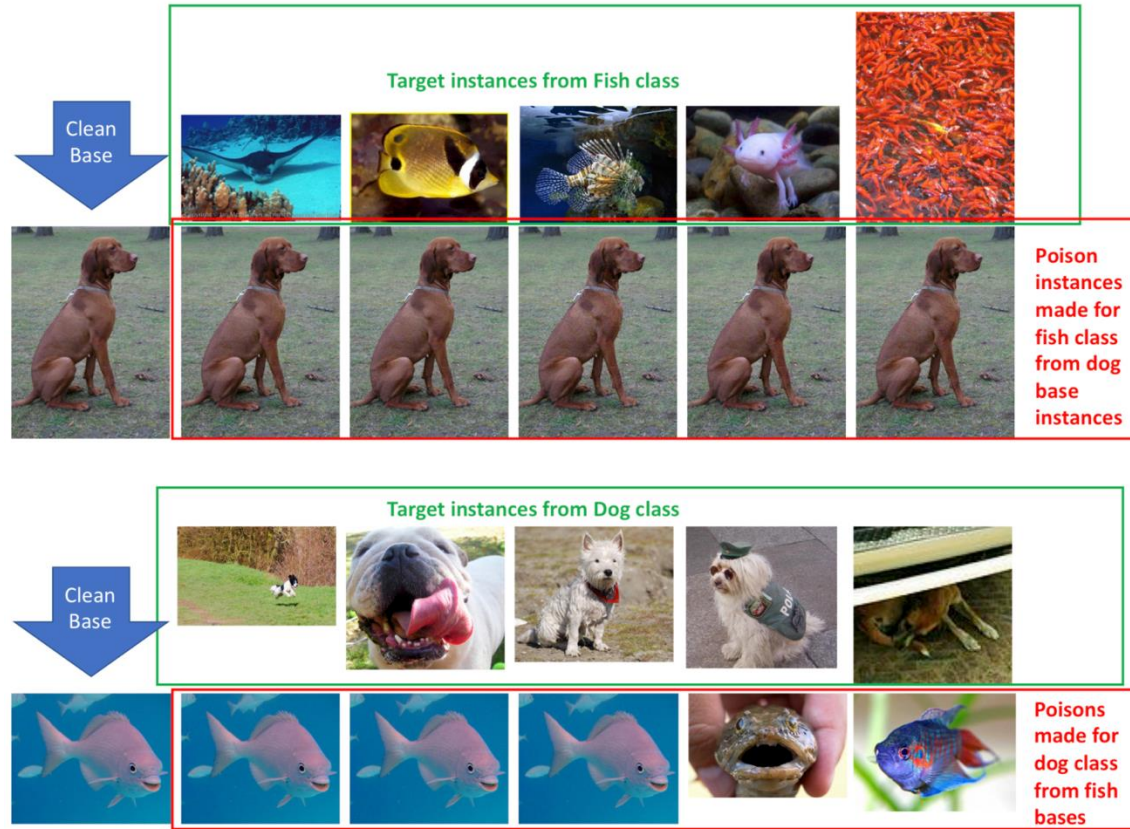 Target instances from Fish class
Clean
Base
Poison
instances
made for
fish class
from dog
base
instances
Target instances from Dog class
Clean
Base
POLI
Poisons
made for
dog class
from fish
bases